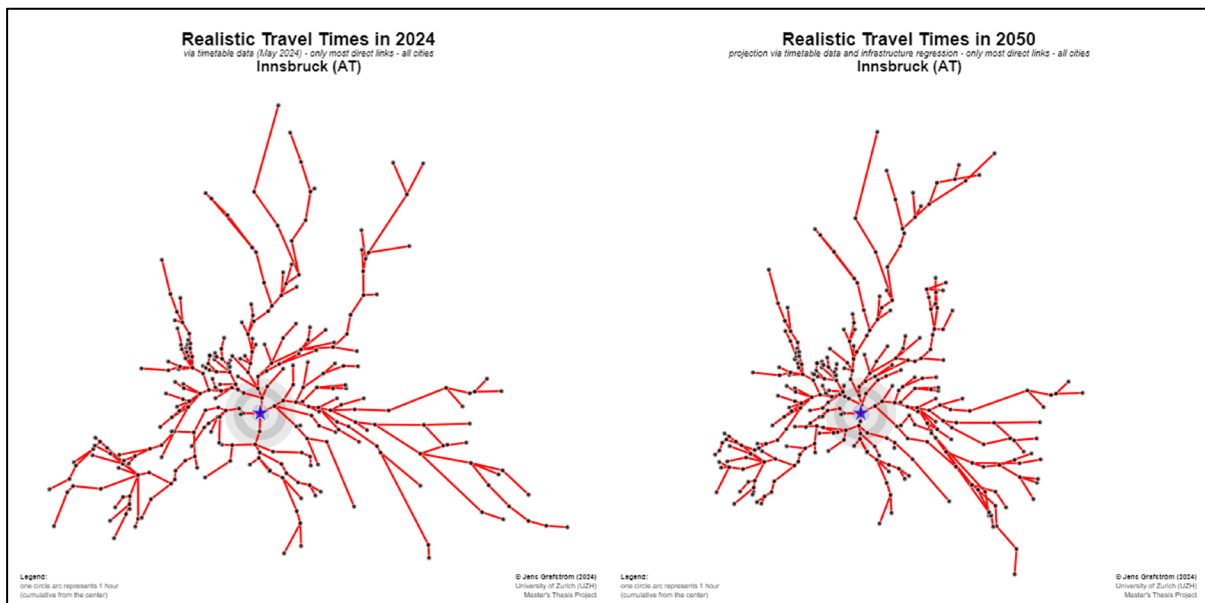 Realistic Travel Times in 2024
via timetable data (May 2024) - only most direct links - all cities
Innsbruck (AT)
Legend:
one circle arc represents 1 hour
(cumulative from the center)
© Jens Grafström (2024)
University of Zurich (UZH)
Master's Thesis Project
Realistic Travel Times in 2050
projection via timetable data and infrastructure regression - only most direct links - all cities
Innsbruck (AT)
Legend:
one circle arc represents 1 hour
(cumulative from the center)
© Jens Grafström (2024)
University of Zurich (UZH)
Master's Thesis Project